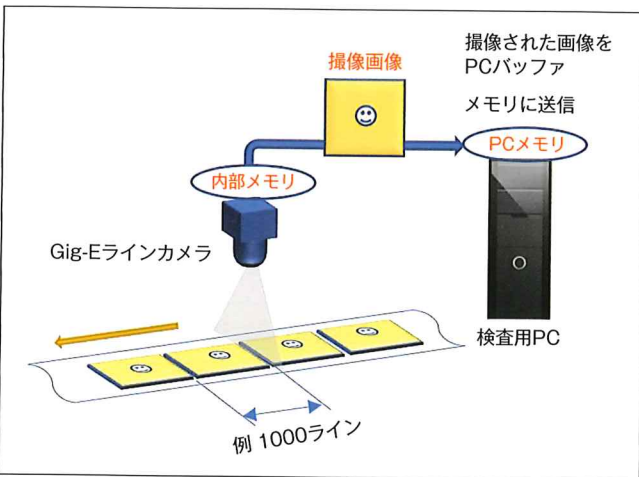 撮像された画像を
PCバッファ
メモリに送信
撮像画像
PCメモリ
内部メモリ
Gig-Eラインカメラ
検査用PC
例 1000ライン